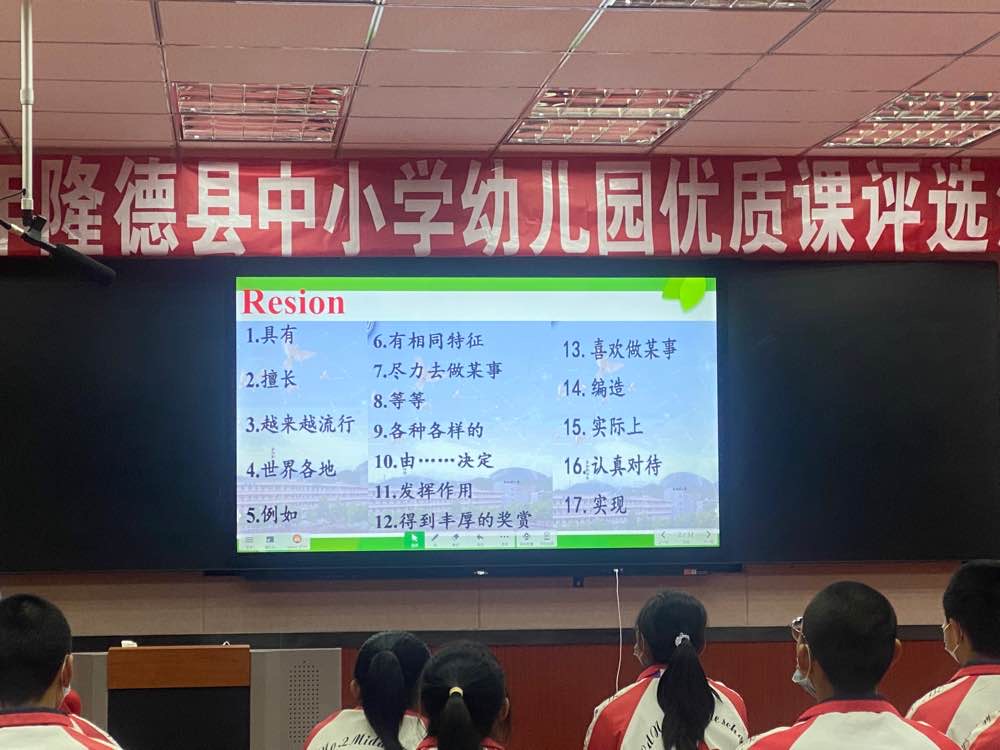 隆德县中小学幼儿园优质课评选
Resion
1.具有
2.擅长
3.越来越流行
4.世界各地
5.例如
6.有相同特征
7.尽力去做某事
8.等等
9.各种各样的
10.由……决定
11.发挥作用
12.得到丰厚的奖赏
13. 喜欢做某事
14. 编造
15. 实际上
16.认真对待
17. 实现
No.2 Midd